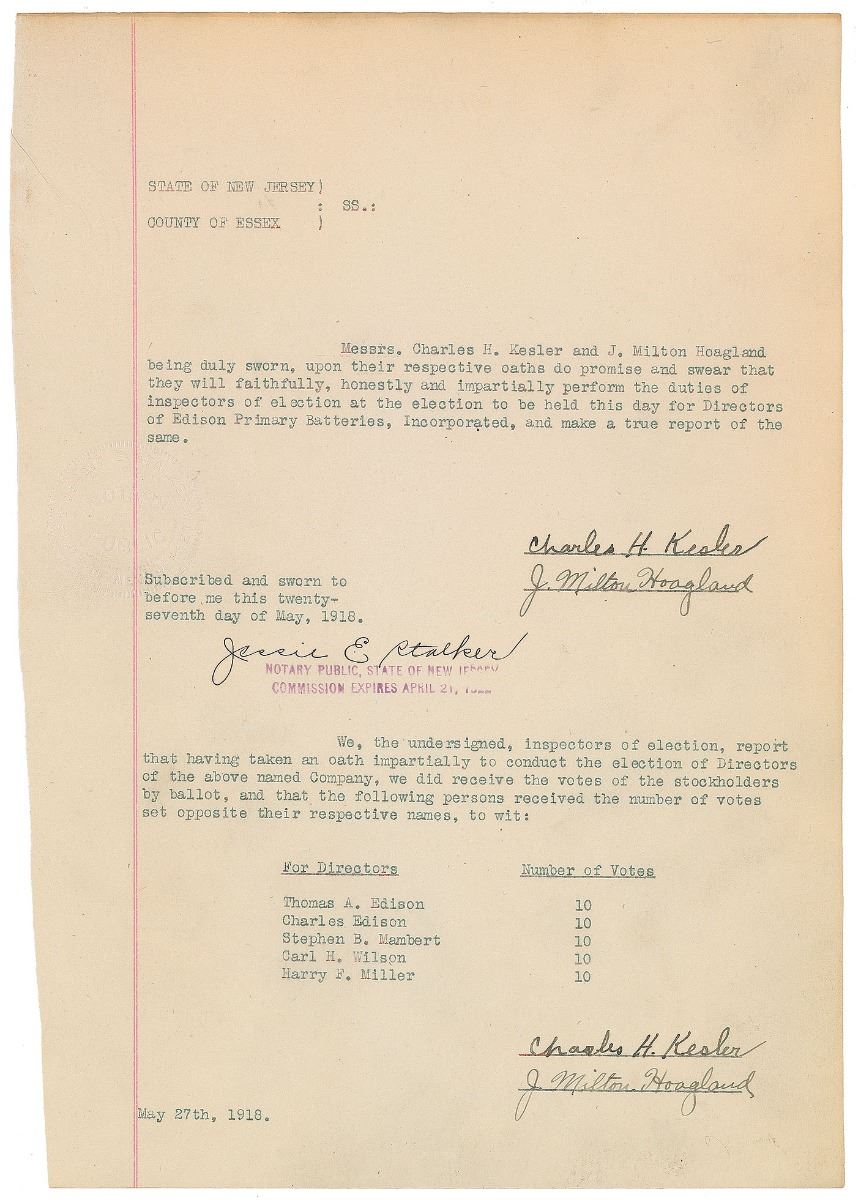 STATE OF NEW JERSEY)
: SS.:
COUNTY OF ESSEX )
Messrs. Charles H. Kesler and J. Milton Hoagland
being duly sworn, upon their respective oaths do promise and swear that
they will faithfully, honestly and impartially perform the duties of
inspectors of election at the election to be held this day for Directors
of Edison Primary Batteries, Incorporated, and make a true report of the
same.
Charles H. Kesler
J. Milton Hoagland
Subscribed and sworn to
before me this twenty-
seventh day of May, 1918.
Jessie E Stalker
NOTARY PUBLIC, STATE OF NEW JERSEY
COMMISSION EXPIRES APRIL 21,
We, the undersigned, inspectors of election, report
that having taken an oath impartially to conduct the election of Directors
of the above named Company, we did receive the votes of the stockholders
by ballot, and that the following persons received the number of votes
set opposite their respective names, to wit:
For Directors Number of Votes
Thomas A. Edison 10
Charles Edison 10
Stephen B. Mambert 10
Carl H. Wilson 10
Harry F. Miller 10
Charles H. Kesler
J Milton Hoagland
May 27th, 1918.